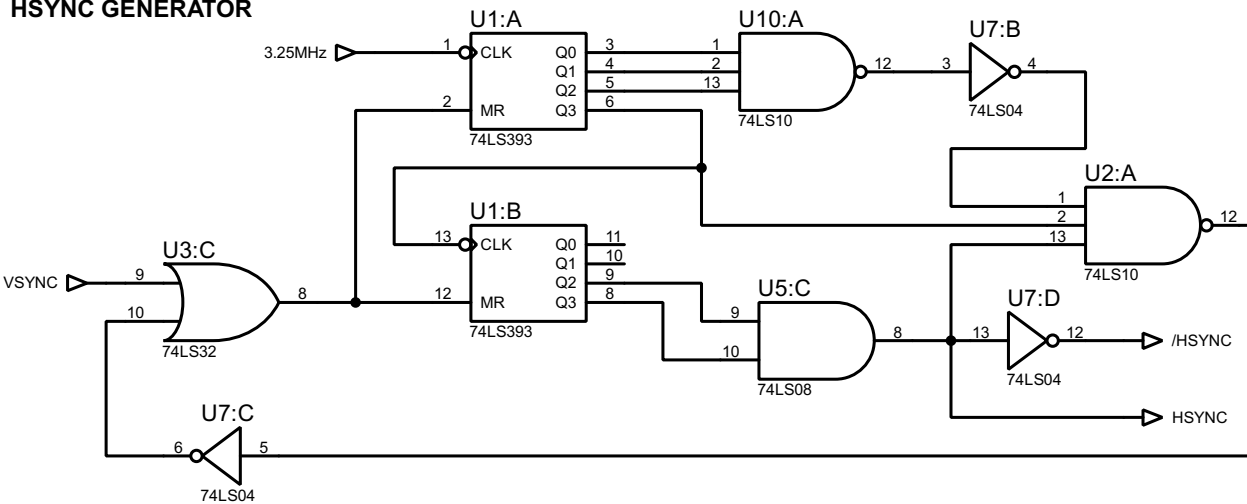 HSYNC GENERATOR
U1:A
U10:A
U7:B
3.25MHz
1
CLK
Q0
3
1
Q1
4
2
12
3
4
Q2
5
13
2
MR
Q3
6
74LS393
74LS10
74LS04
U2:A
U1:B
1
2
12
13
CLK
Q0
11
13
U3:C
Q1
10
VSYNC
9
Q2
9
74LS10
8
12
MR
Q3
8
U5:C
U7:D
10
74LS393
9
8
13
12
/HSYNC
74LS32
10
74LS08
74LS04
U7:C
HSYNC
6
5
74LS04